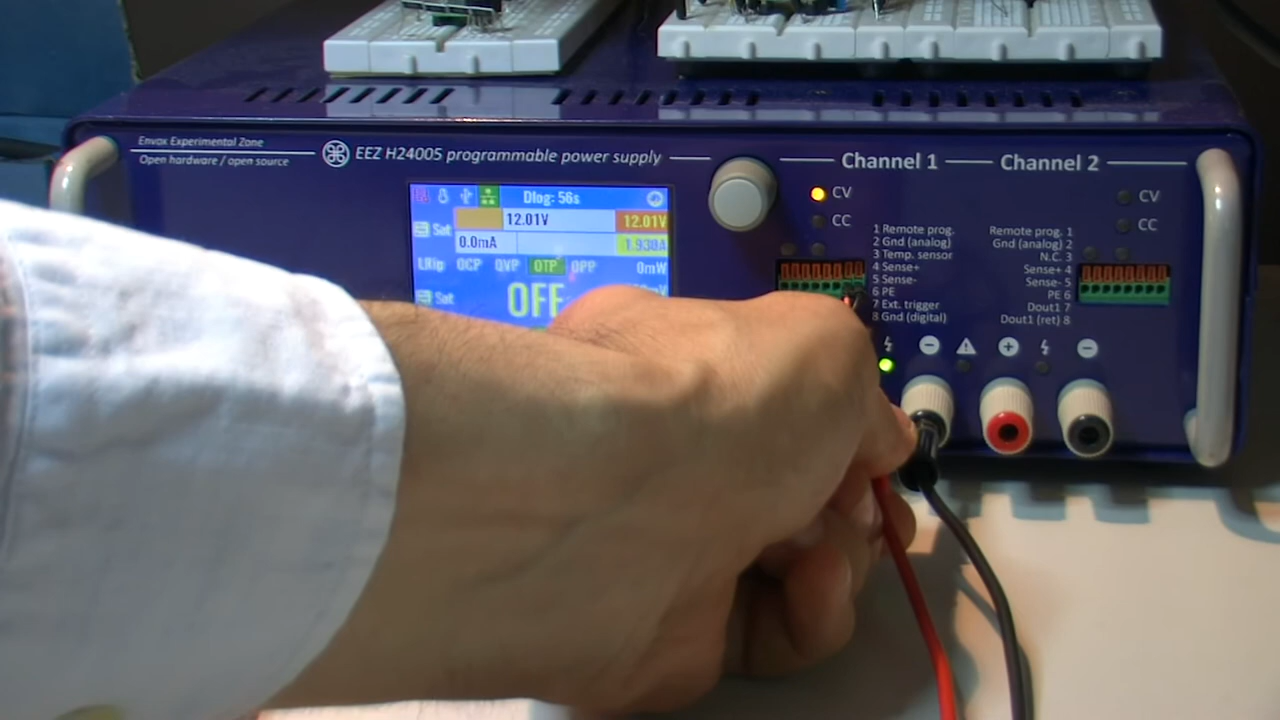 Envox Experimental Zone
Open hardware / open source
EEZ H24005 programmable power supply
Channel 1
Channel 2
CV
CC
CV
CC
Dlog: 56s
Set
12.01V
12.01V
0.0mA
1.938A
LRip OCP OVP OTP OPP 0mW
Set
OFF
1 Remote prog.
2 Gnd (analog)
3 Temp. sensor
4 Sense+
5 Sense-
6 PE
7 Ext. trigger
8 Gnd (digital)
Remote prog. 1
Gnd (analog) 2
N.C. 3
Sense+ 4
Sense- 5
PE 6
Dout1 7
Dout1 (ret) 8